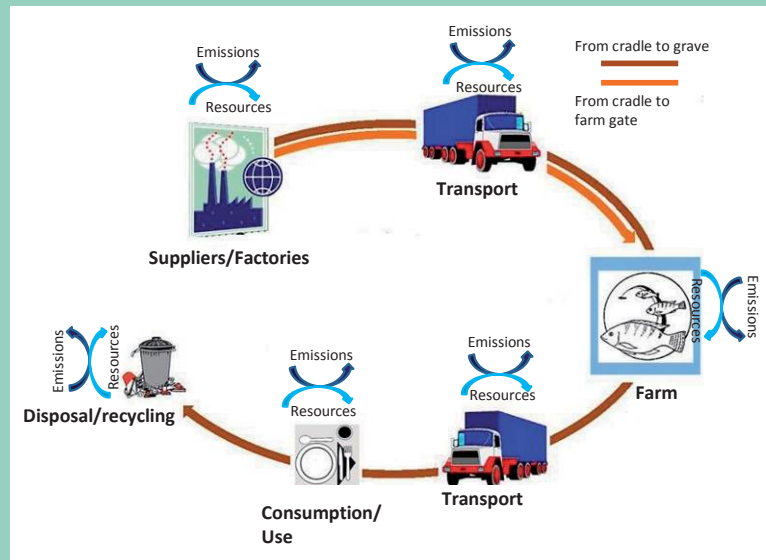 Emissions
Resources
Emissions
Resources
From cradle to grave
From cradle to
farm gate
Transport
Suppliers/Factories
Resources
Emissions
Farm
Emissions
Resources
Disposal/recycling
Emissions
Resources
Consumption/
Use
Emissions
Resources
Transport